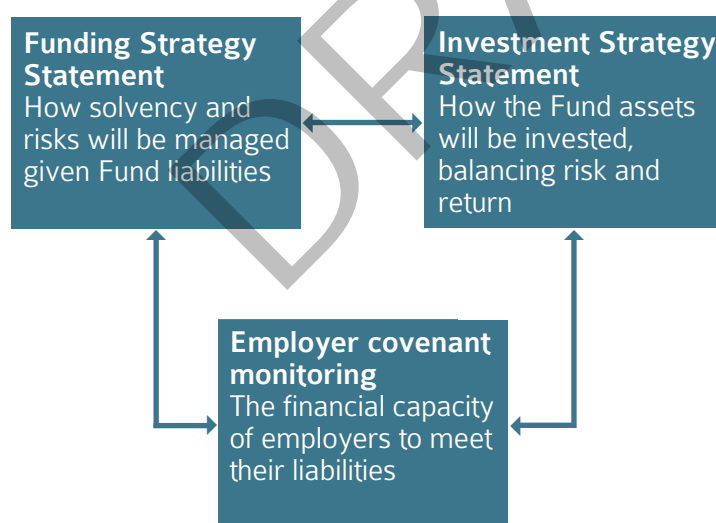 Funding Strategy
Statement
How solvency and
risks will be managed
given Fund liabilities
Investment Strategy
Statement
How the Fund assets
will be invested,
balancing risk and
return
Employer covenant
monitoring
The financial capacity
of employers to meet
their liabilities